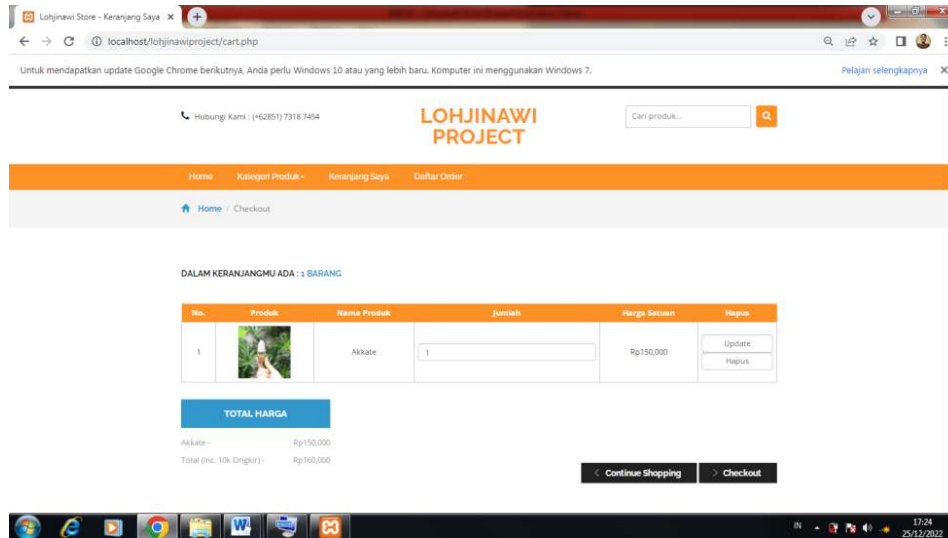 Lohjinawi Store - Keranjang Saya
localhost/lohjinawiproject/cart.php
Untuk mendapatkan update Google Chrome berikutnya, Anda perlu Windows 10 atau yang lebih baru. Komputer ini menggunakan Windows 7.
Pelajari selengkapnya
Hubungi Kami : (+62851) 7318 7454
LOHJINAWI
PROJECT
Cari produk...
Home Kategori Produk Keranjang Saya Daftar Order
Home / Checkout
DALAM KERANJANGMU ADA : 1 BARANG
No. Produk Nama Produk Jumlah Harga Satuan Hapus
1 Akkate 1 Rp150,000 Update
Hapus
TOTAL HARGA
Akkate - Rp150,000
Total (inc. 10k Ongkir) - Rp160,000
Continue Shopping Checkout
IN 17:24
25/12/2022